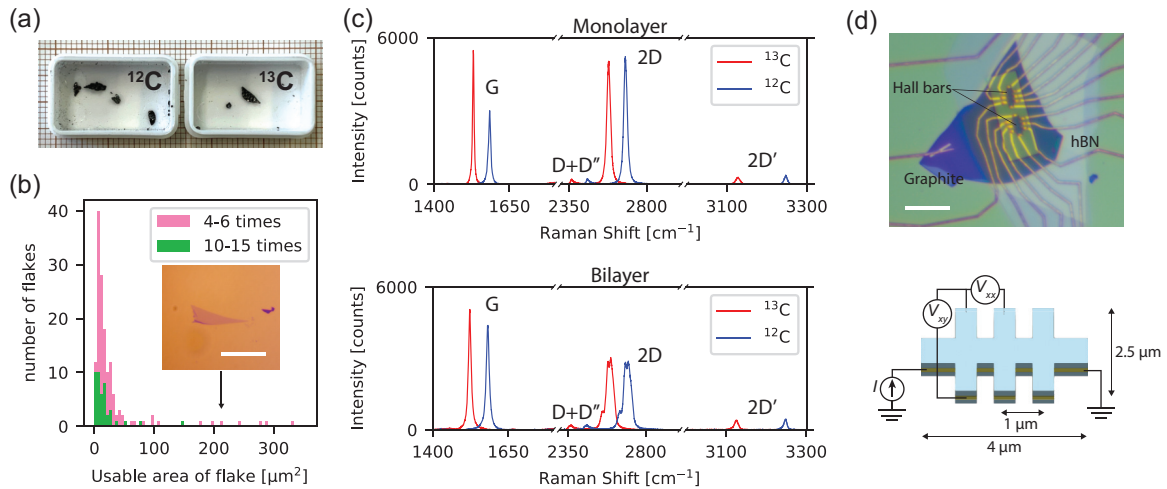 (a)
¹²C
¹³C
(b)
40
30
20
10
0
number of flakes
4-6 times
10-15 times
0
100
200
300
Usable area of flake [μm²]
(c)
Monolayer
6000
0
Intensity [counts]
G
D+D″
2D
2D′
¹³C
¹²C
1400
1650
2350
2800
3100
3300
Raman Shift [cm⁻¹]
Bilayer
6000
0
Intensity [counts]
G
D+D″
2D
2D′
¹³C
¹²C
1400
1650
2350
2800
3100
3300
Raman Shift [cm⁻¹]
(d)
Hall bars
hBN
Graphite
Vxx
Vxy
I
2.5 μm
1 μm
4 μm